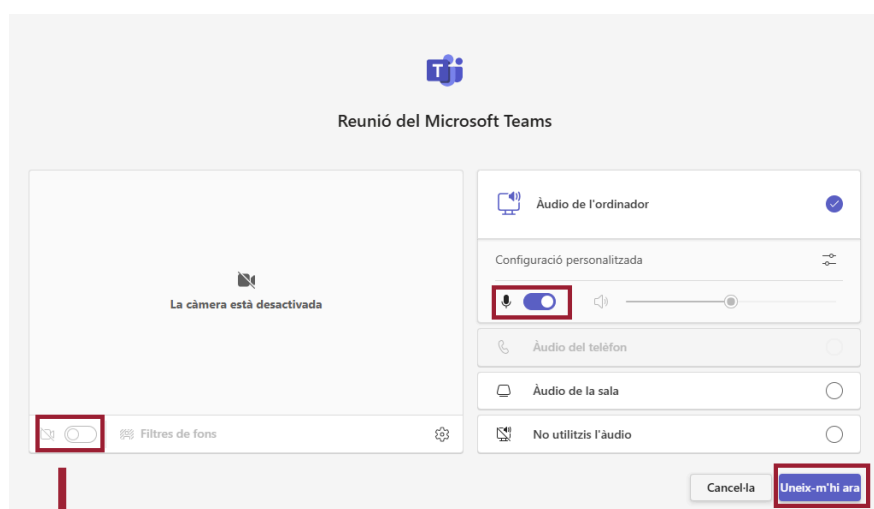 Reunió del Microsoft Teams
Àudio de l'ordinador
Configuració personalitzada
La càmera està desactivada
Àudio del telèfon
Àudio de la sala
Filtres de fons
No utilitzis l'àudio
Cancel·la
Uneix-m'hi ara